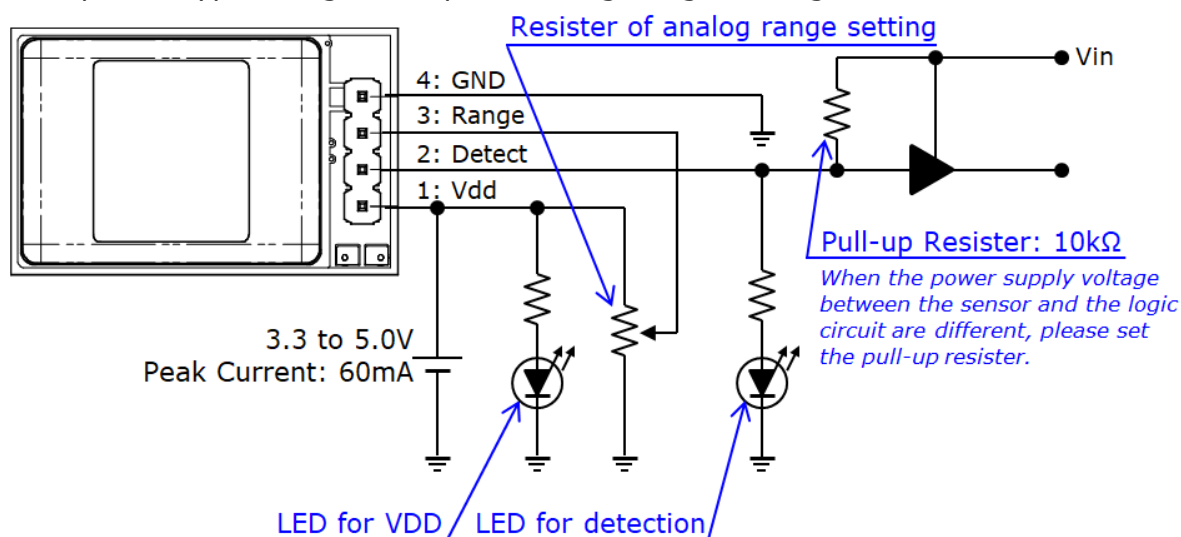 Resister of analog range setting
Vin
4: GND
3: Range
2: Detect
1: Vdd
Pull-up Resister: 10kΩ
When the power supply voltage
between the sensor and the logic
circuit are different, please set
the pull-up resister.
3.3 to 5.0V
Peak Current: 60mA
LED for VDD
LED for detection